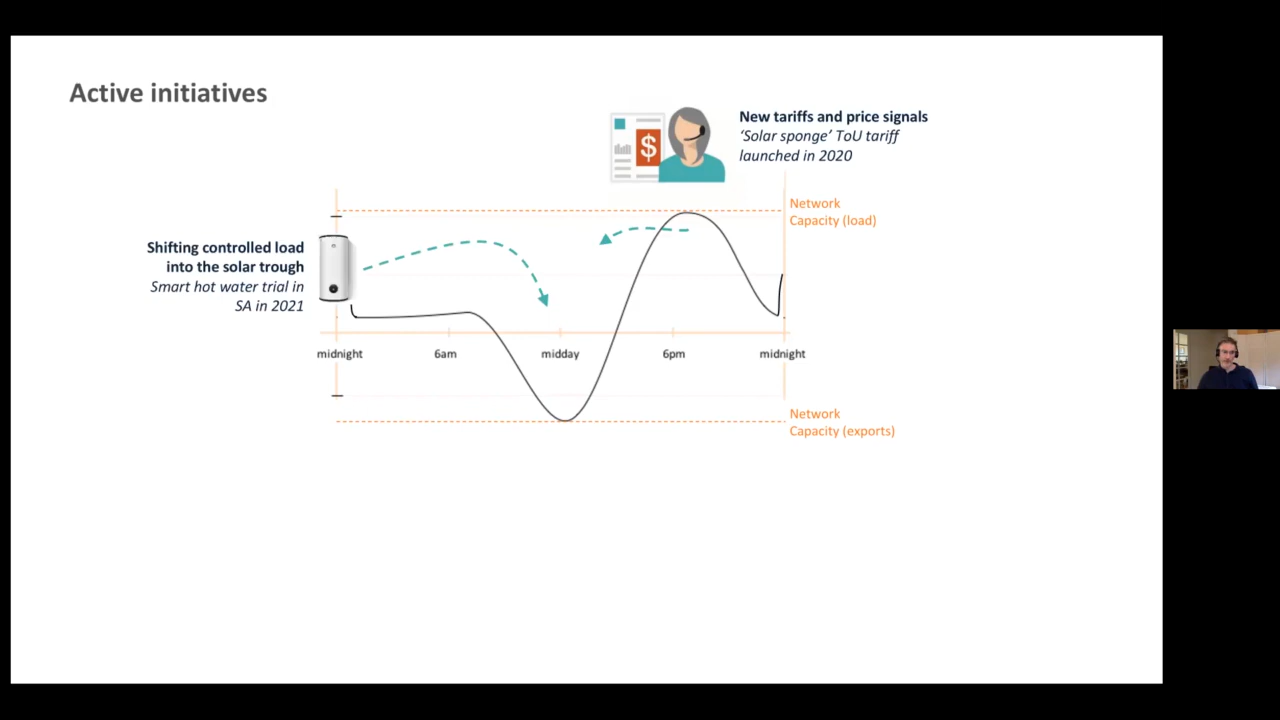 Active initiatives
New tariffs and price signals
‘Solar sponge’ ToU tariff
launched in 2020
$
Network
Capacity (load)
Shifting controlled load
into the solar trough
Smart hot water trial in
SA in 2021
midnight
6am
midday
6pm
midnight
Network
Capacity (exports)